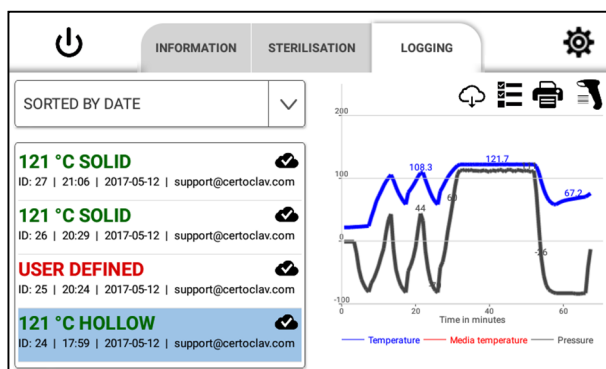 INFORMATION
STERILISATION
LOGGING
SORTED BY DATE
121 °C SOLID
ID: 27 | 21:06 | 2017-05-12 | support@certoclav.com
121 °C SOLID
ID: 26 | 20:29 | 2017-05-12 | support@certoclav.com
USER DEFINED
ID: 25 | 20:24 | 2017-05-12 | support@certoclav.com
121 °C HOLLOW
ID: 24 | 17:59 | 2017-05-12 | support@certoclav.com
200
100
0
-100
108.3
121.7
67.2
44
60
-26
0
20
40
60
Time in minutes
Temperature
Media temperature
Pressure